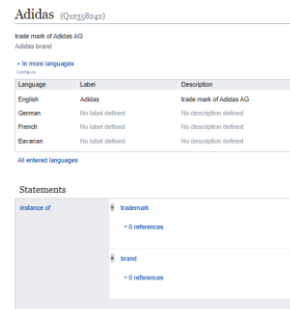 Adidas (Q12358242)
trade mark of Adidas AG
Adidas brand
In more languages
Configure
Language Label Description
English Adidas trade mark of Adidas AG
German No label defined No description defined
French No label defined No description defined
Bavarian No label defined No description defined
All entered languages
Statements
instance of trademark
0 references
brand
0 references